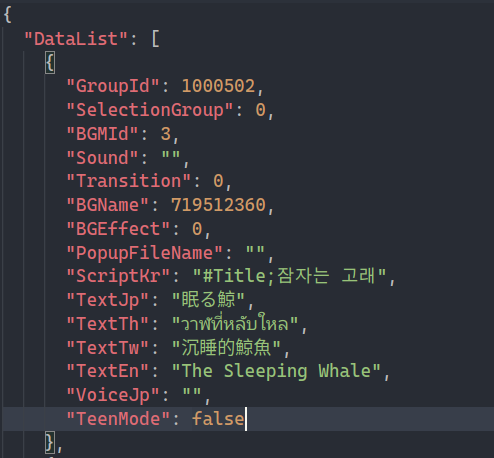 {
"DataList": [
{
"GroupId": 1000502,
"SelectionGroup": 0,
"BGMId": 3,
"Sound": "",
"Transition": 0,
"BGName": 719512360,
"BGEffect": 0,
"PopupFileName": "",
"ScriptKr": "#Title;잠자는 고래",
"TextJp": "眠る鯨",
"TextTh": "วาฬที่หลับใหล",
"TextTw": "沉睡的鯨魚",
"TextEn": "The Sleeping Whale",
"VoiceJp": "",
"TeenMode": false
},